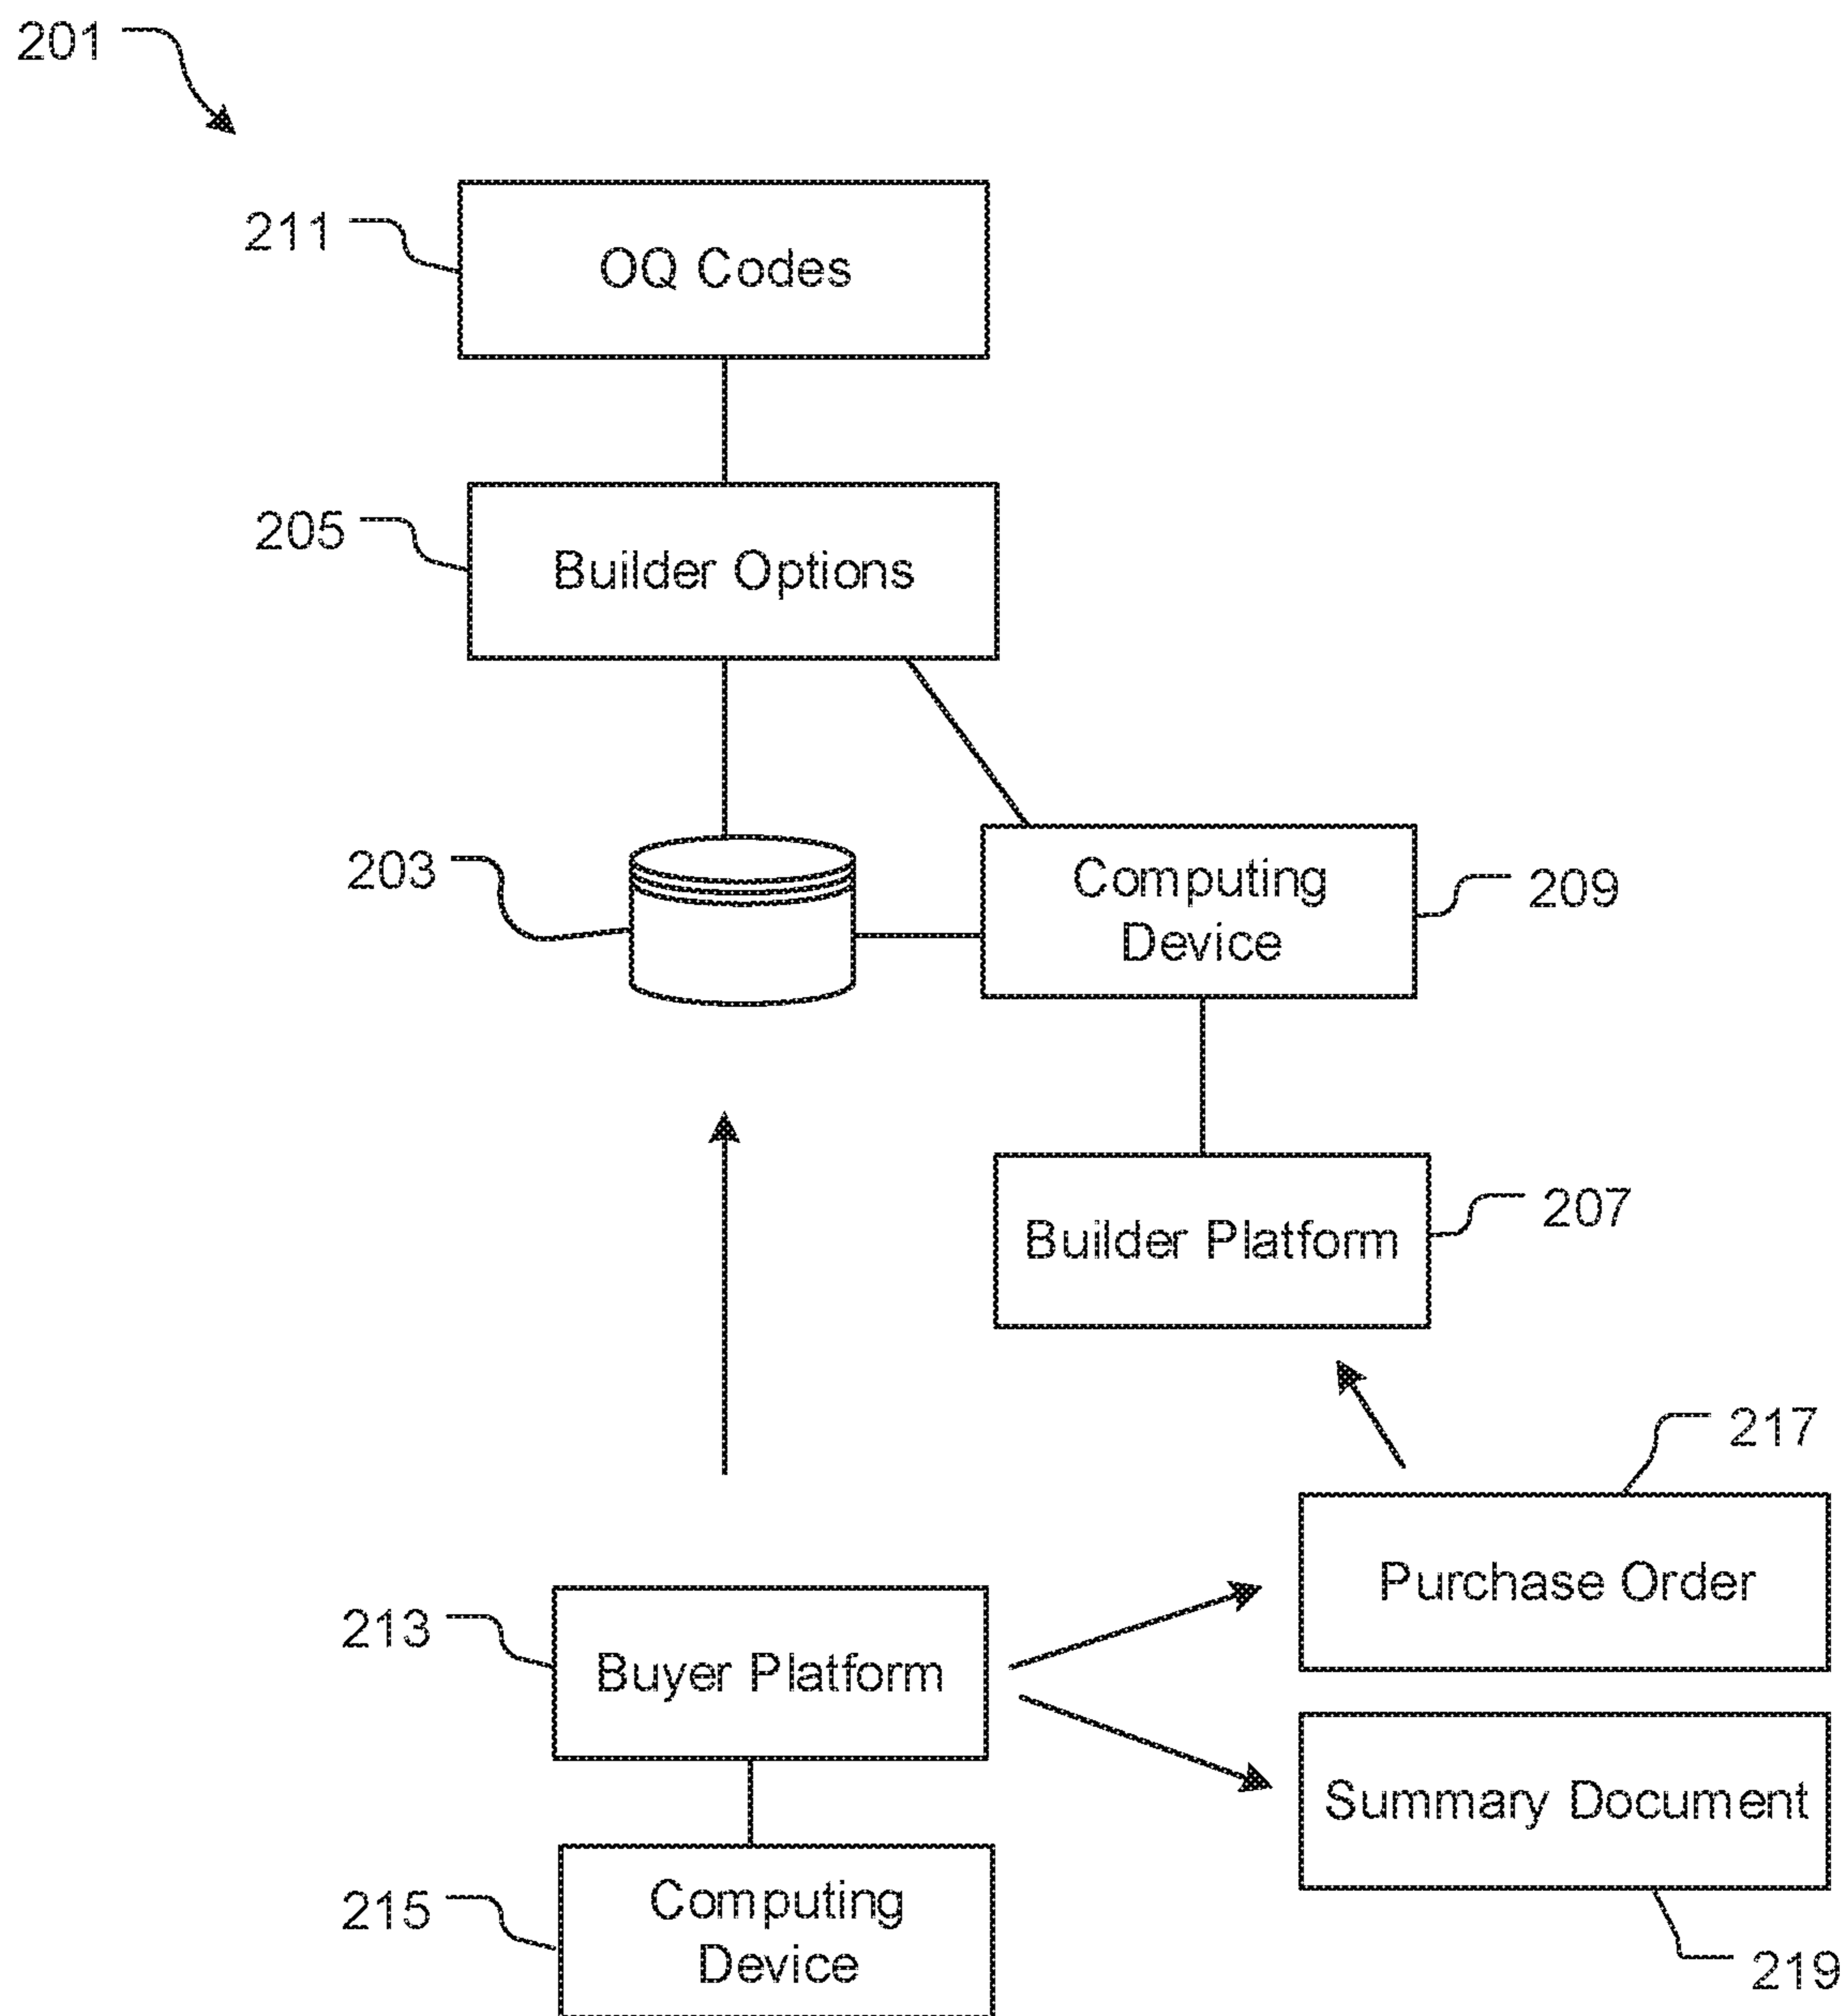 201
211
OQ Codes
205
Builder Options
203
Computing
Device
209
207
Builder Platform
217
Purchase Order
213
Buyer Platform
Summary Document
215
Computing
Device
219